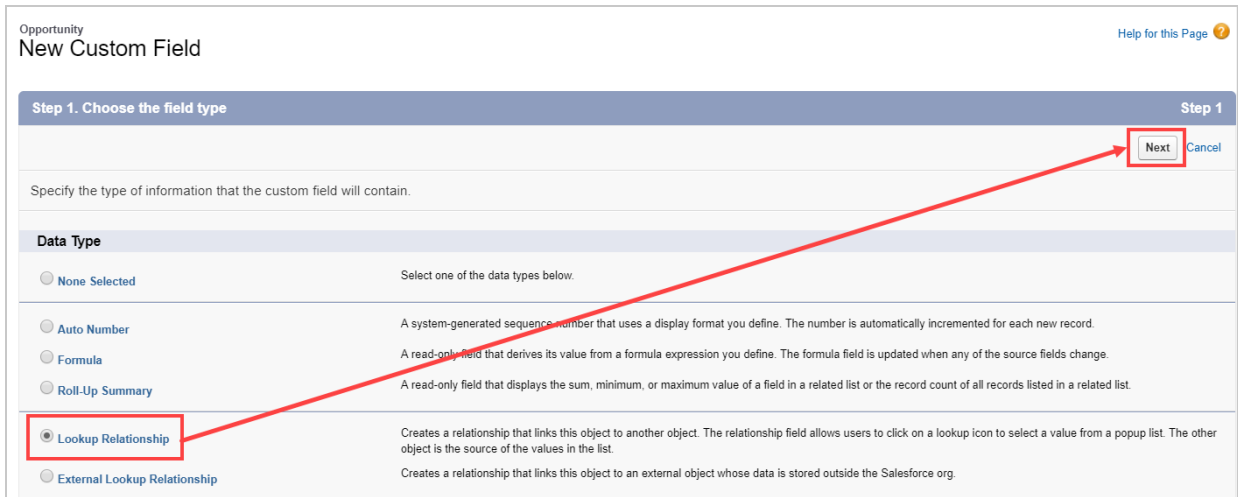 Opportunity
New Custom Field
Help for this Page
?
Step 1. Choose the field type
Step 1
Next
Cancel
Specify the type of information that the custom field will contain.
Data Type
None Selected
Select one of the data types below.
Auto Number
A system-generated sequence number that uses a display format you define. The number is automatically incremented for each new record.
Formula
A read-only field that derives its value from a formula expression you define. The formula field is updated when any of the source fields change.
Roll-Up Summary
A read-only field that displays the sum, minimum, or maximum value of a field in a related list or the record count of all records listed in a related list.
Lookup Relationship
Creates a relationship that links this object to another object. The relationship field allows users to click on a lookup icon to select a value from a popup list. The other
object is the source of the values in the list.
External Lookup Relationship
Creates a relationship that links this object to an external object whose data is stored outside the Salesforce org.